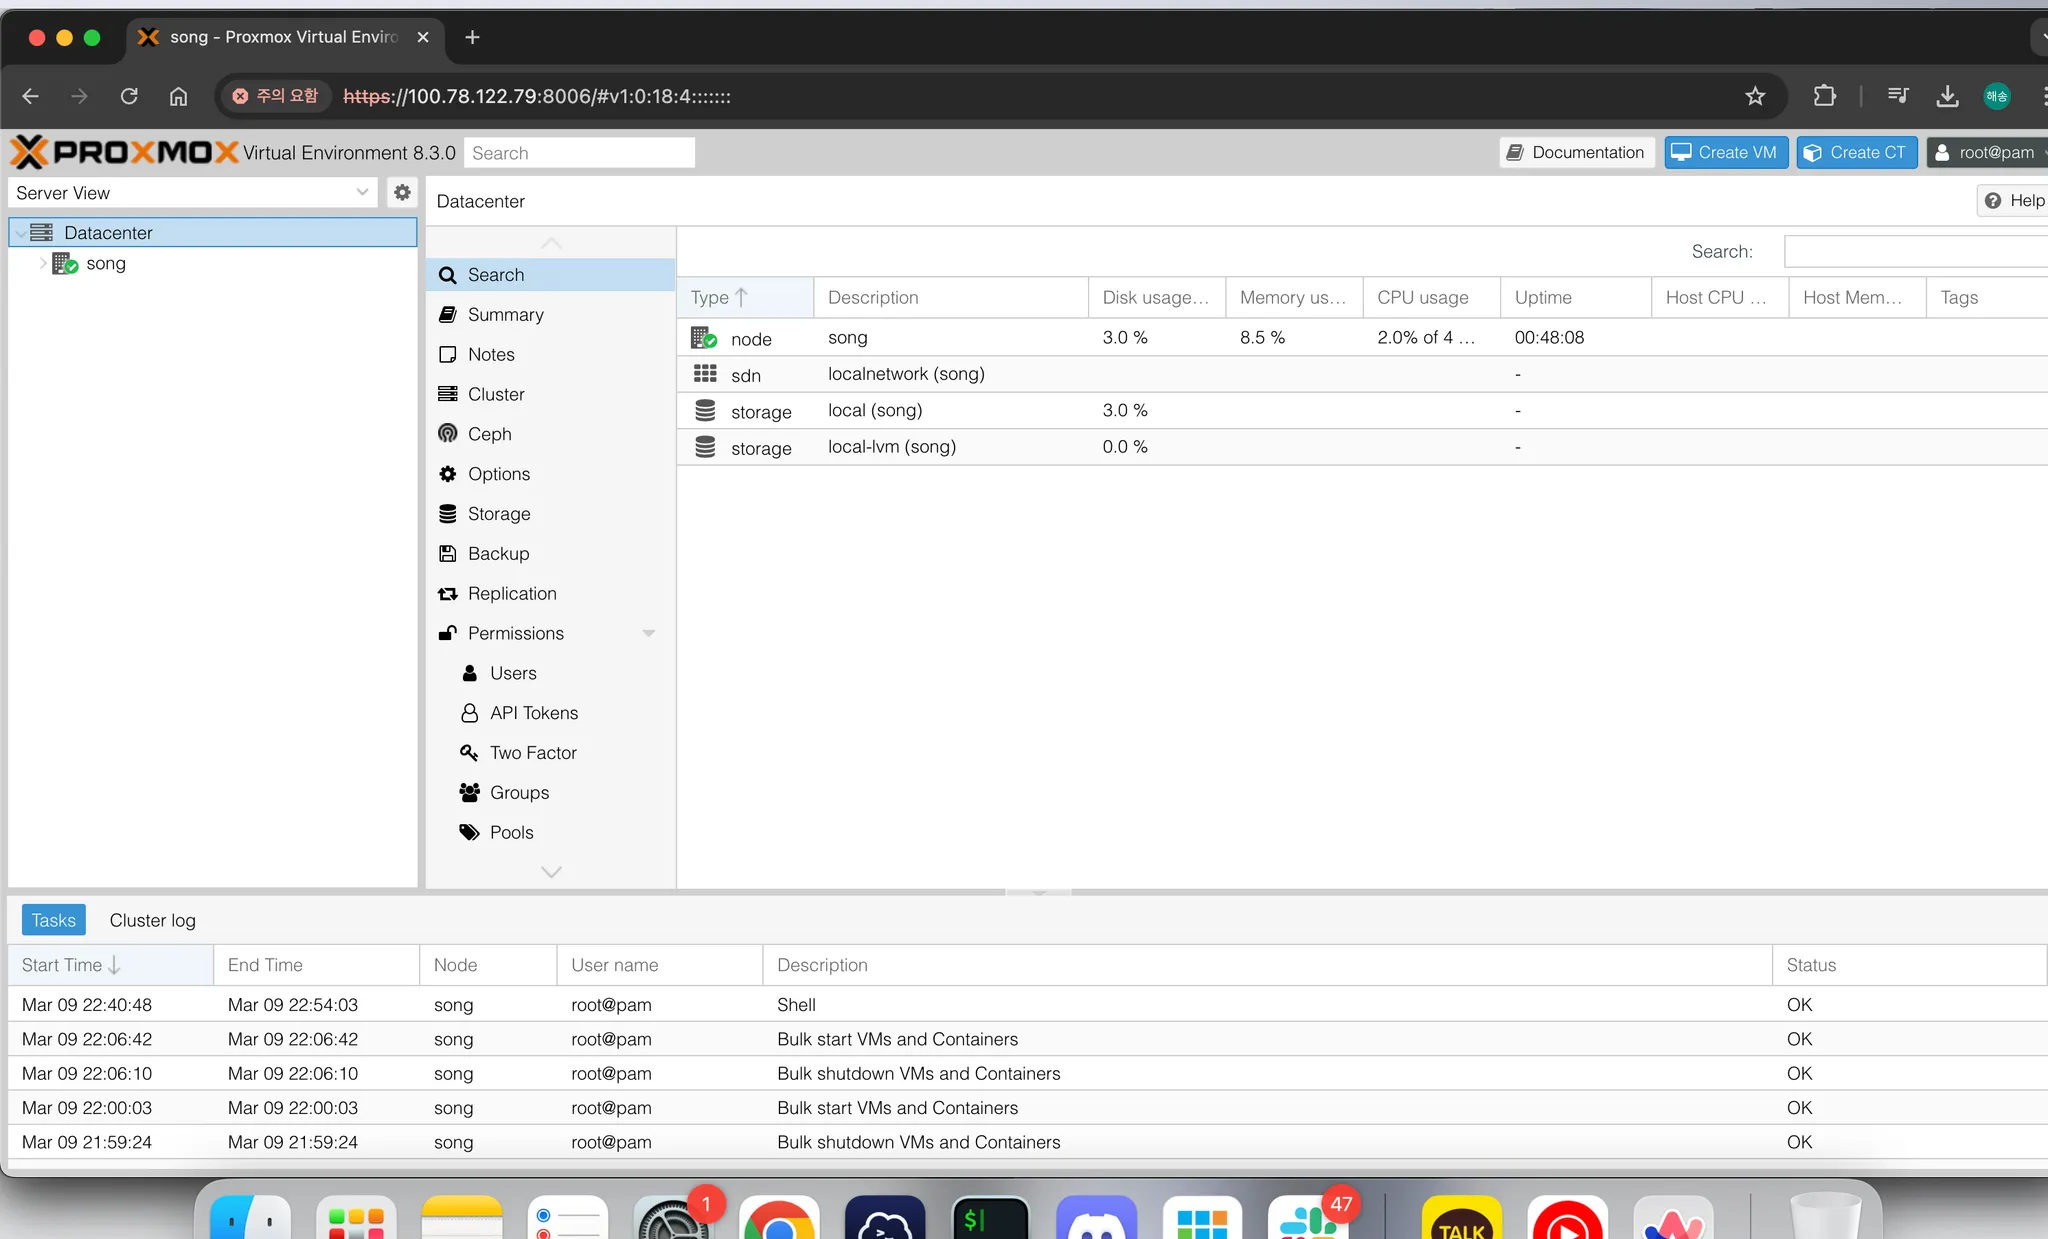 song - Proxmox Virtual Enviro
주의 요함 https://100.78.122.79:8006/#v1:0:18:4:::::::
해송
PROXMOX Virtual Environment 8.3.0 Search Documentation Create VM Create CT root@pam
Server View
Datacenter Help
Datacenter
song
Search:
Search
Summary
Notes
Cluster
Ceph
Options
Storage
Backup
Replication
Permissions
Users
API Tokens
Two Factor
Groups
Pools
Type Description Disk usage... Memory us... CPU usage Uptime Host CPU ... Host Mem... Tags
node song 3.0 % 8.5 % 2.0% of 4 ... 00:48:08
sdn localnetwork (song) -
storage local (song) 3.0 % -
storage local-lvm (song) 0.0 % -
Tasks Cluster log
Start Time End Time Node User name Description Status
Mar 09 22:40:48 Mar 09 22:54:03 song root@pam Shell OK
Mar 09 22:06:42 Mar 09 22:06:42 song root@pam Bulk start VMs and Containers OK
Mar 09 22:06:10 Mar 09 22:06:10 song root@pam Bulk shutdown VMs and Containers OK
Mar 09 22:00:03 Mar 09 22:00:03 song root@pam Bulk start VMs and Containers OK
Mar 09 21:59:24 Mar 09 21:59:24 song root@pam Bulk shutdown VMs and Containers OK
1
47
$
TALK